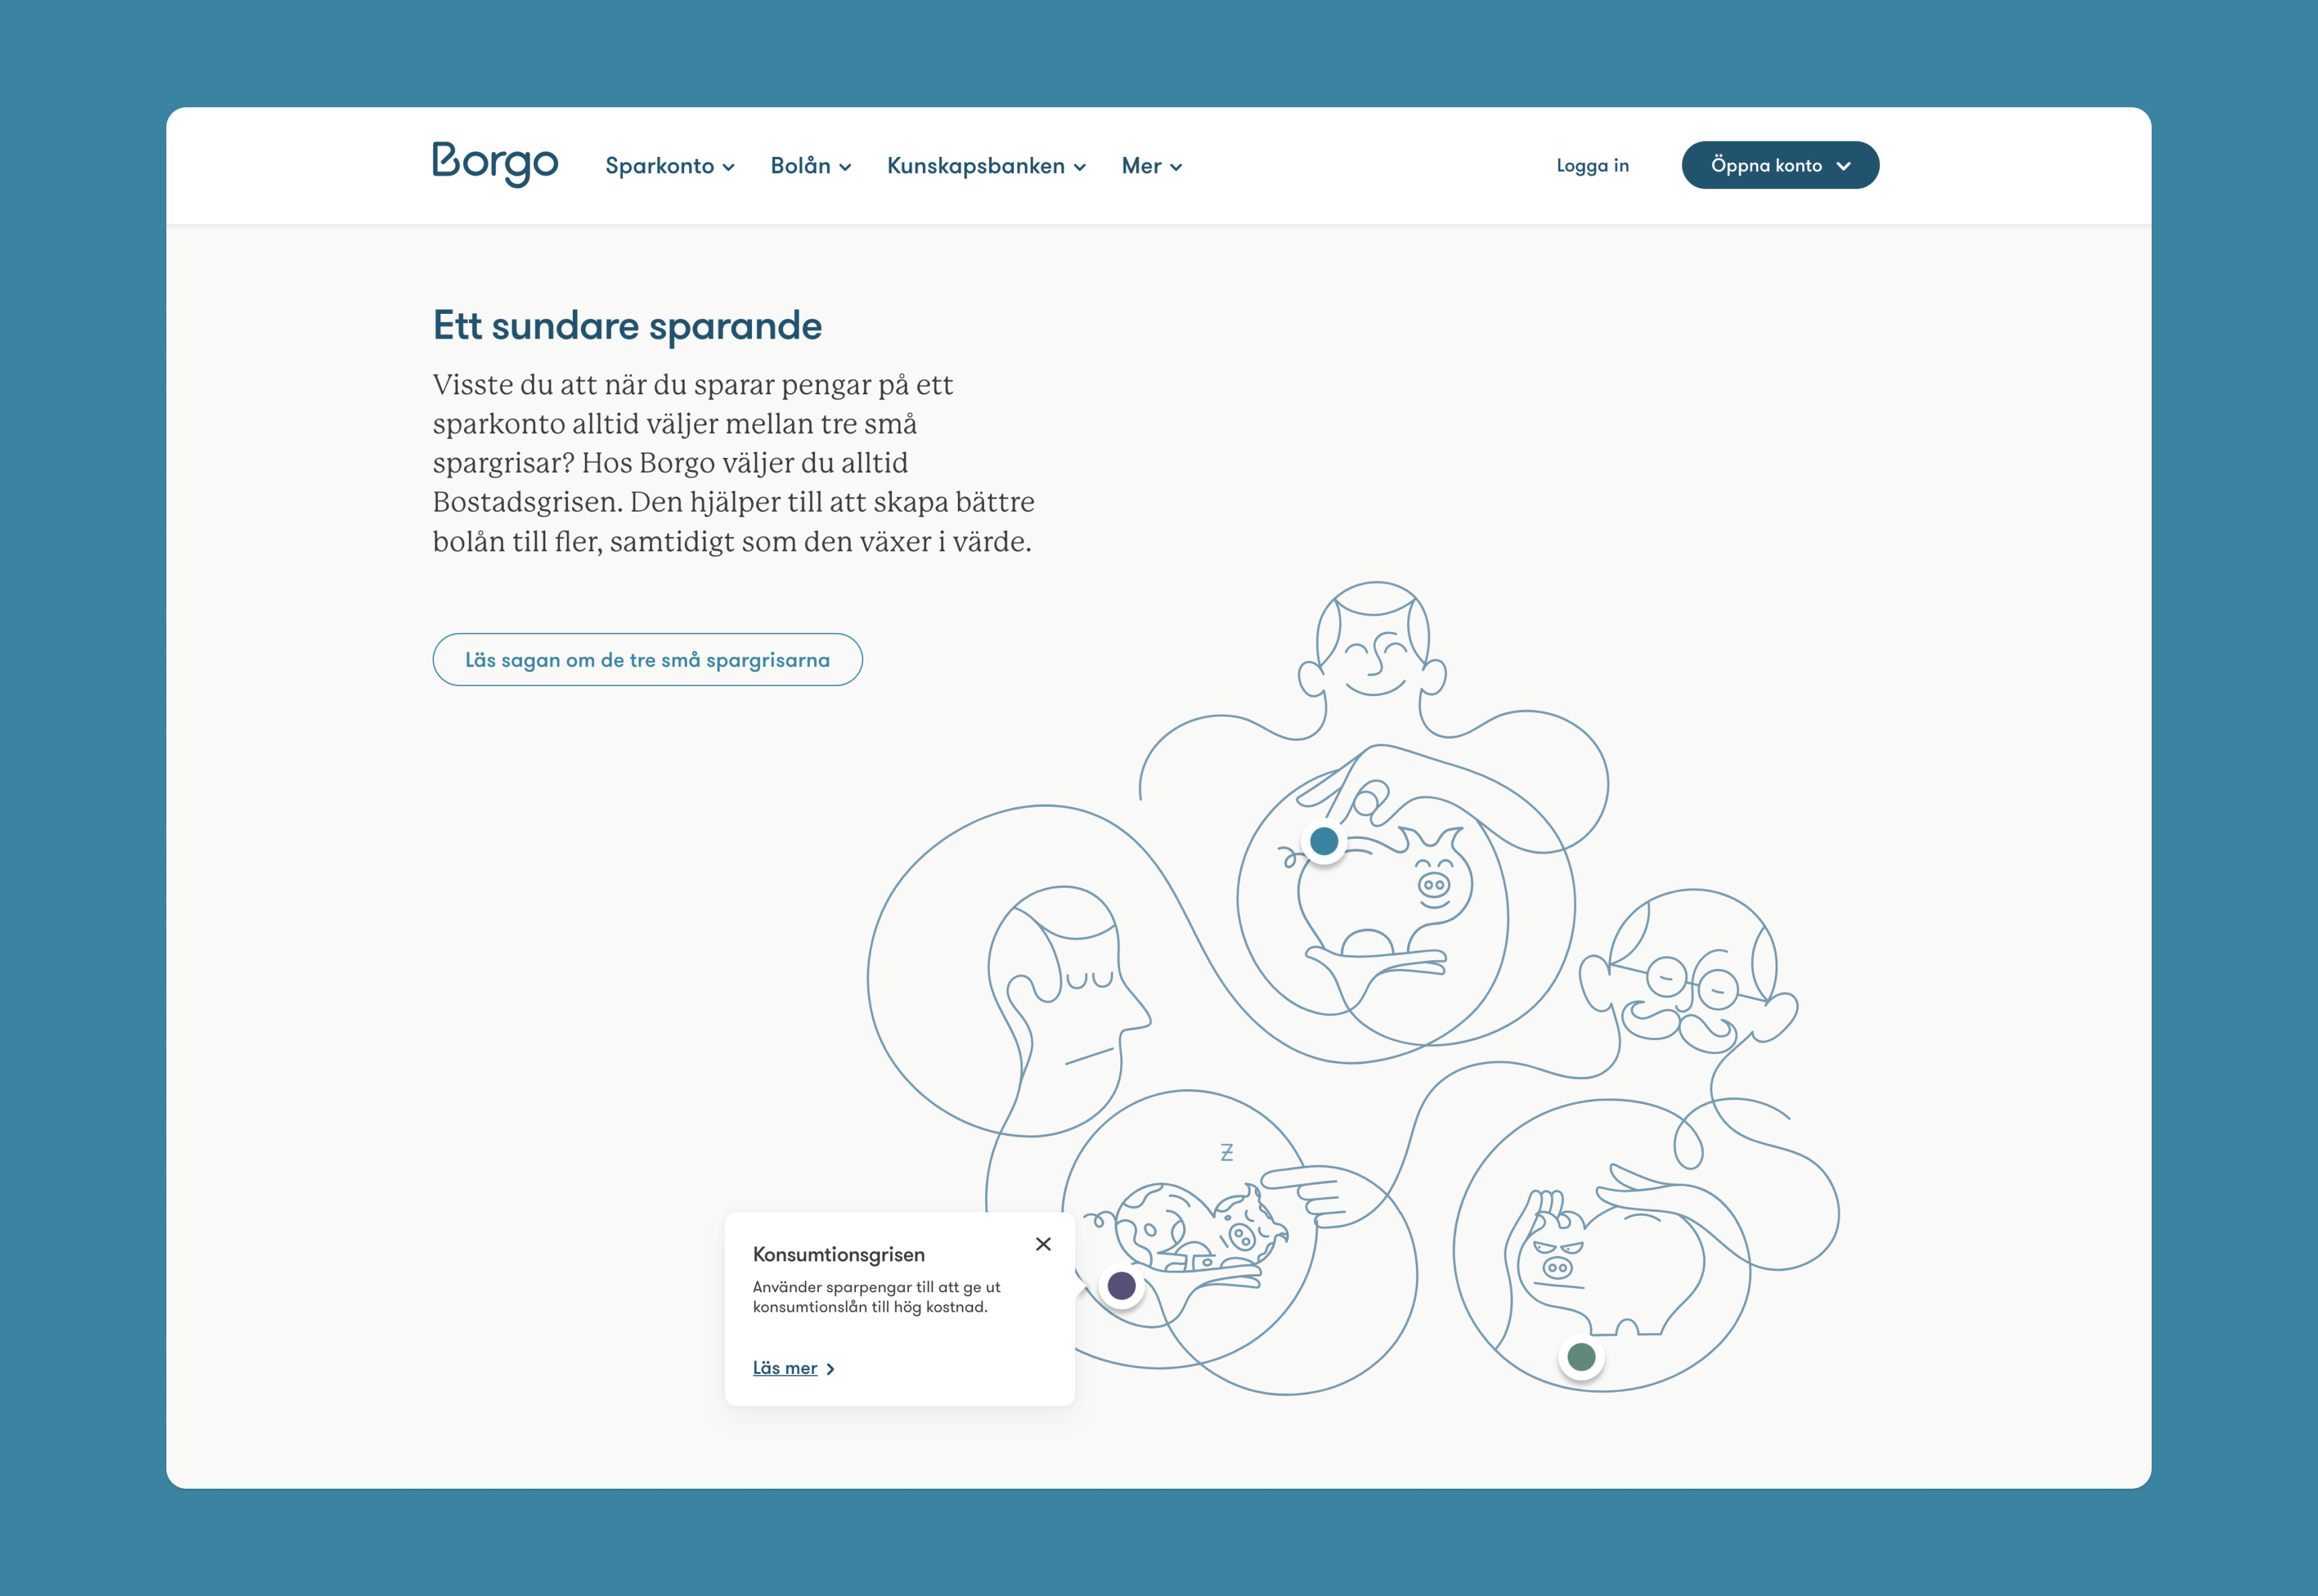 Borgo
Sparkonto
Bolån
Kunskapsbanken
Mer
Logga in
Öppna konto
Ett sundare sparande
Visste du att när du sparar pengar på ett
sparkonto alltid väljer mellan tre små
spargrisar? Hos Borgo väljer du alltid
Bostadsgrisen. Den hjälper till att skapa bättre
bolån till fler, samtidigt som den växer i värde.
Läs sagan om de tre små spargrisarna
Z
Konsumtionsgrisen
Använder sparpengar till att ge ut
konsumtionslån till hög kostnad.
Läs mer